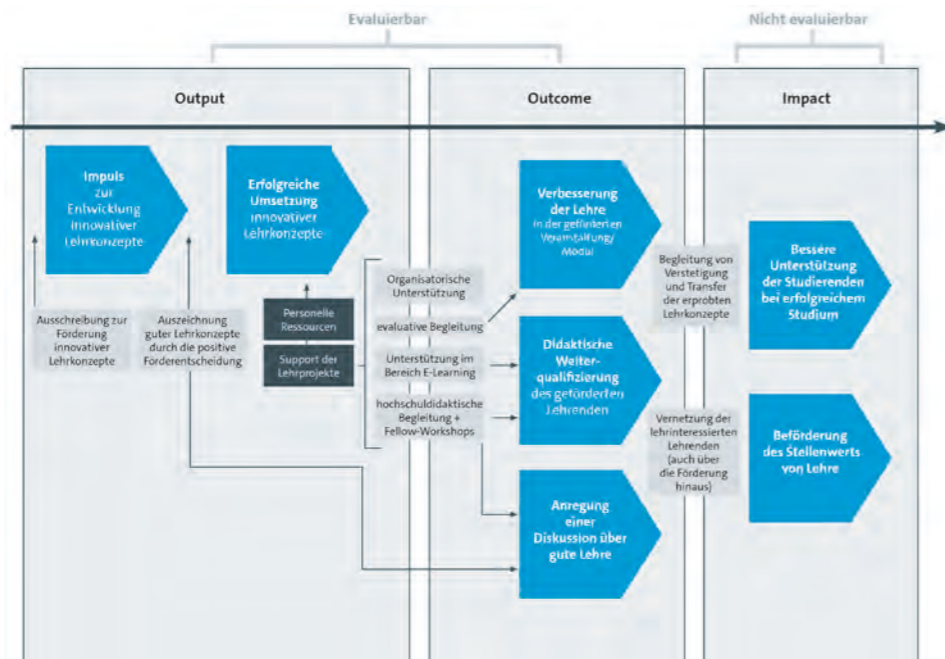 Evaluierbar
Nicht evaluierbar
Output
Outcome
Impact
Impuls
zur
Entwicklung
innovativer
Lehrkonzepte
Erfolgreiche
Umsetzung
innovativer
Lehrkonzepte
Ausschreibung zur
Förderung
innovativer
Lehrkonzepte
Auszeichnung
guter Lehrkonzepte
durch die positive
Förderentscheidung
Personelle
Ressourcen
Support der
Lehrprojekte
Organisatorische
Unterstützung
evaluative Begleitung
Unterstützung im
Bereich E-Learning
hochschuldidaktische
Begleitung +
Fellow-Workshops
Verbesserung
der Lehre
in der geförderten
Veranstaltung/
Modul
Didaktische
Weiter-
qualifizierung
des geförderten
Lehrenden
Anregung
einer
Diskussion über
gute Lehre
Begleitung von
Verstetigung
und Transfer
der erprobten
Lehrkonzepte
Vernetzung der
lehrinteressierten
Lehrenden
(auch über
die Förderung
hinaus)
Bessere
Unterstützung
der Studierenden
bei erfolgreichem
Studium
Beförderung
des Stellenwerts
von Lehre